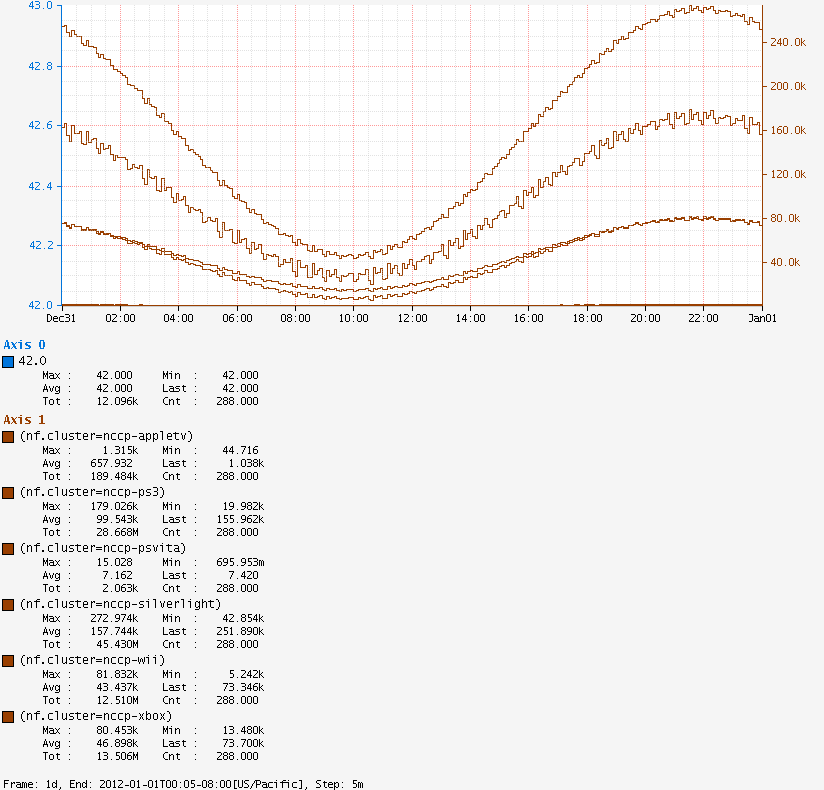 43.0
42.8
42.6
42.4
42.2
42.0
240.0k
200.0k
160.0k
120.0k
80.0k
40.0k
Dec31 02:00 04:00 06:00 08:00 10:00 12:00 14:00 16:00 18:00 20:00 22:00 Jan01
Axis 0
42.0
Max : 42.000 Min : 42.000
Avg : 42.000 Last : 42.000
Tot : 12.096k Cnt : 288.000
Axis 1
(nf.cluster=nccp-appletv)
Max : 1.315k Min : 44.716
Avg : 657.932 Last : 1.038k
Tot : 189.484k Cnt : 288.000
(nf.cluster=nccp-ps3)
Max : 179.026k Min : 19.982k
Avg : 99.543k Last : 155.962k
Tot : 28.668M Cnt : 288.000
(nf.cluster=nccp-psvita)
Max : 15.028 Min : 695.953m
Avg : 7.162 Last : 7.420
Tot : 2.063k Cnt : 288.000
(nf.cluster=nccp-silverlight)
Max : 272.974k Min : 42.854k
Avg : 157.744k Last : 251.890k
Tot : 45.430M Cnt : 288.000
(nf.cluster=nccp-wii)
Max : 81.832k Min : 5.242k
Avg : 43.437k Last : 73.346k
Tot : 12.510M Cnt : 288.000
(nf.cluster=nccp-xbox)
Max : 80.453k Min : 13.480k
Avg : 46.898k Last : 73.700k
Tot : 13.506M Cnt : 288.000
Frame: 1d, End: 2012-01-01T00:05-08:00[US/Pacific], Step: 5m